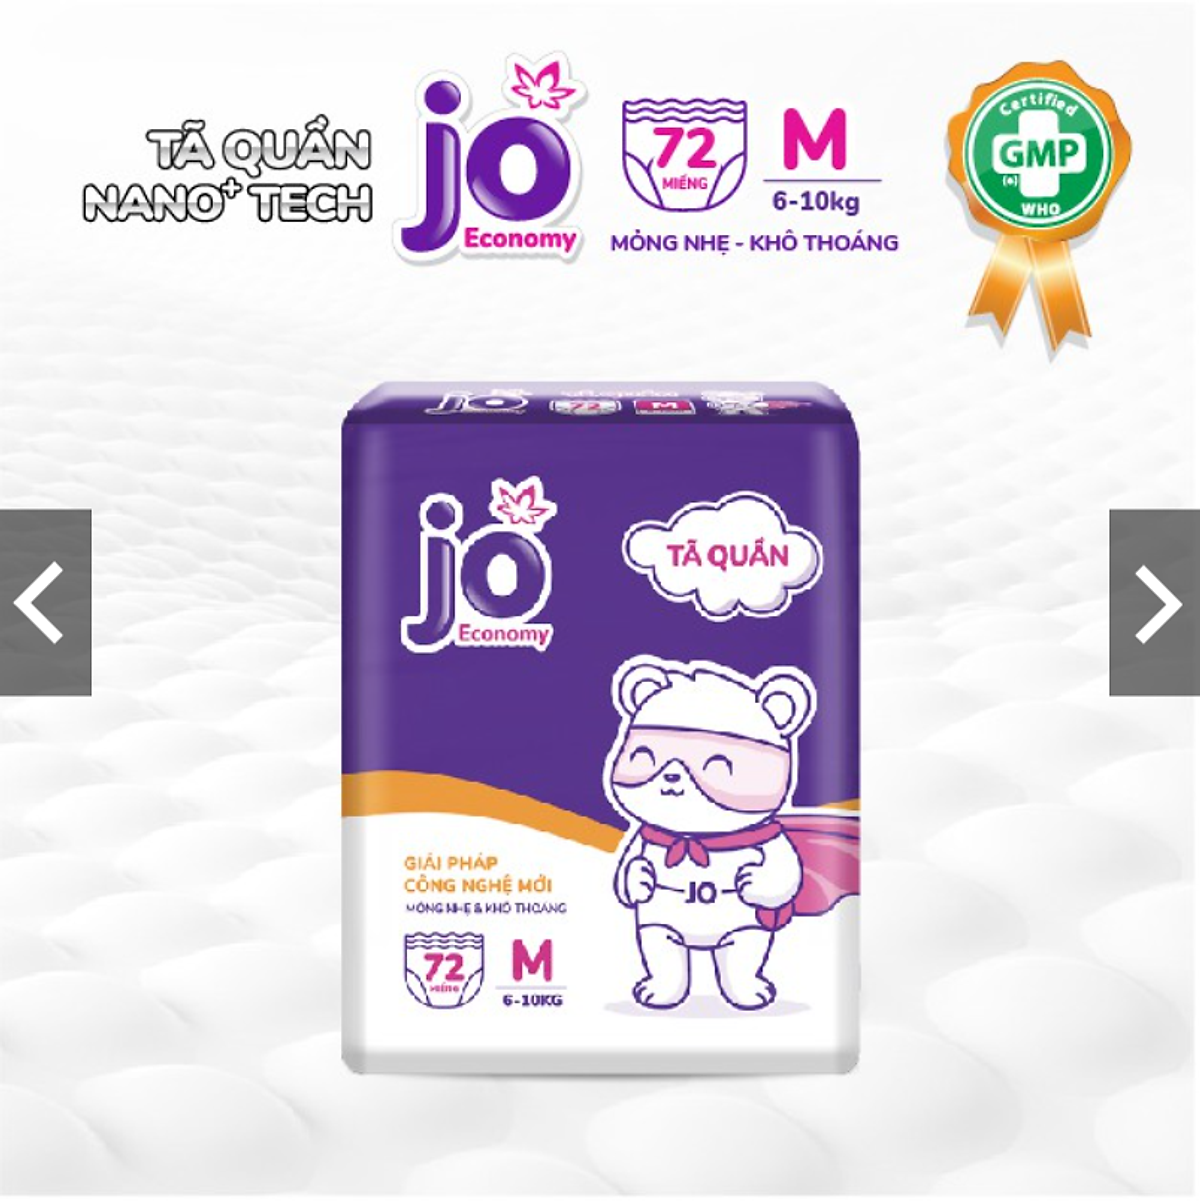 TÃ QUẦN
NANO+ TECH
jo
Economy
72
MIẾNG
M
6-10kg
MỎNG NHẸ - KHÔ THOÁNG
Certified
GMP
WHO
jo
72
M
jo
Economy
TÃ QUẦN
GIẢI PHÁP
CÔNG NGHỆ MỚI
MỎNG NHẸ & KHÔ THOÁNG
72
MIẾNG
M
6-10KG
JO